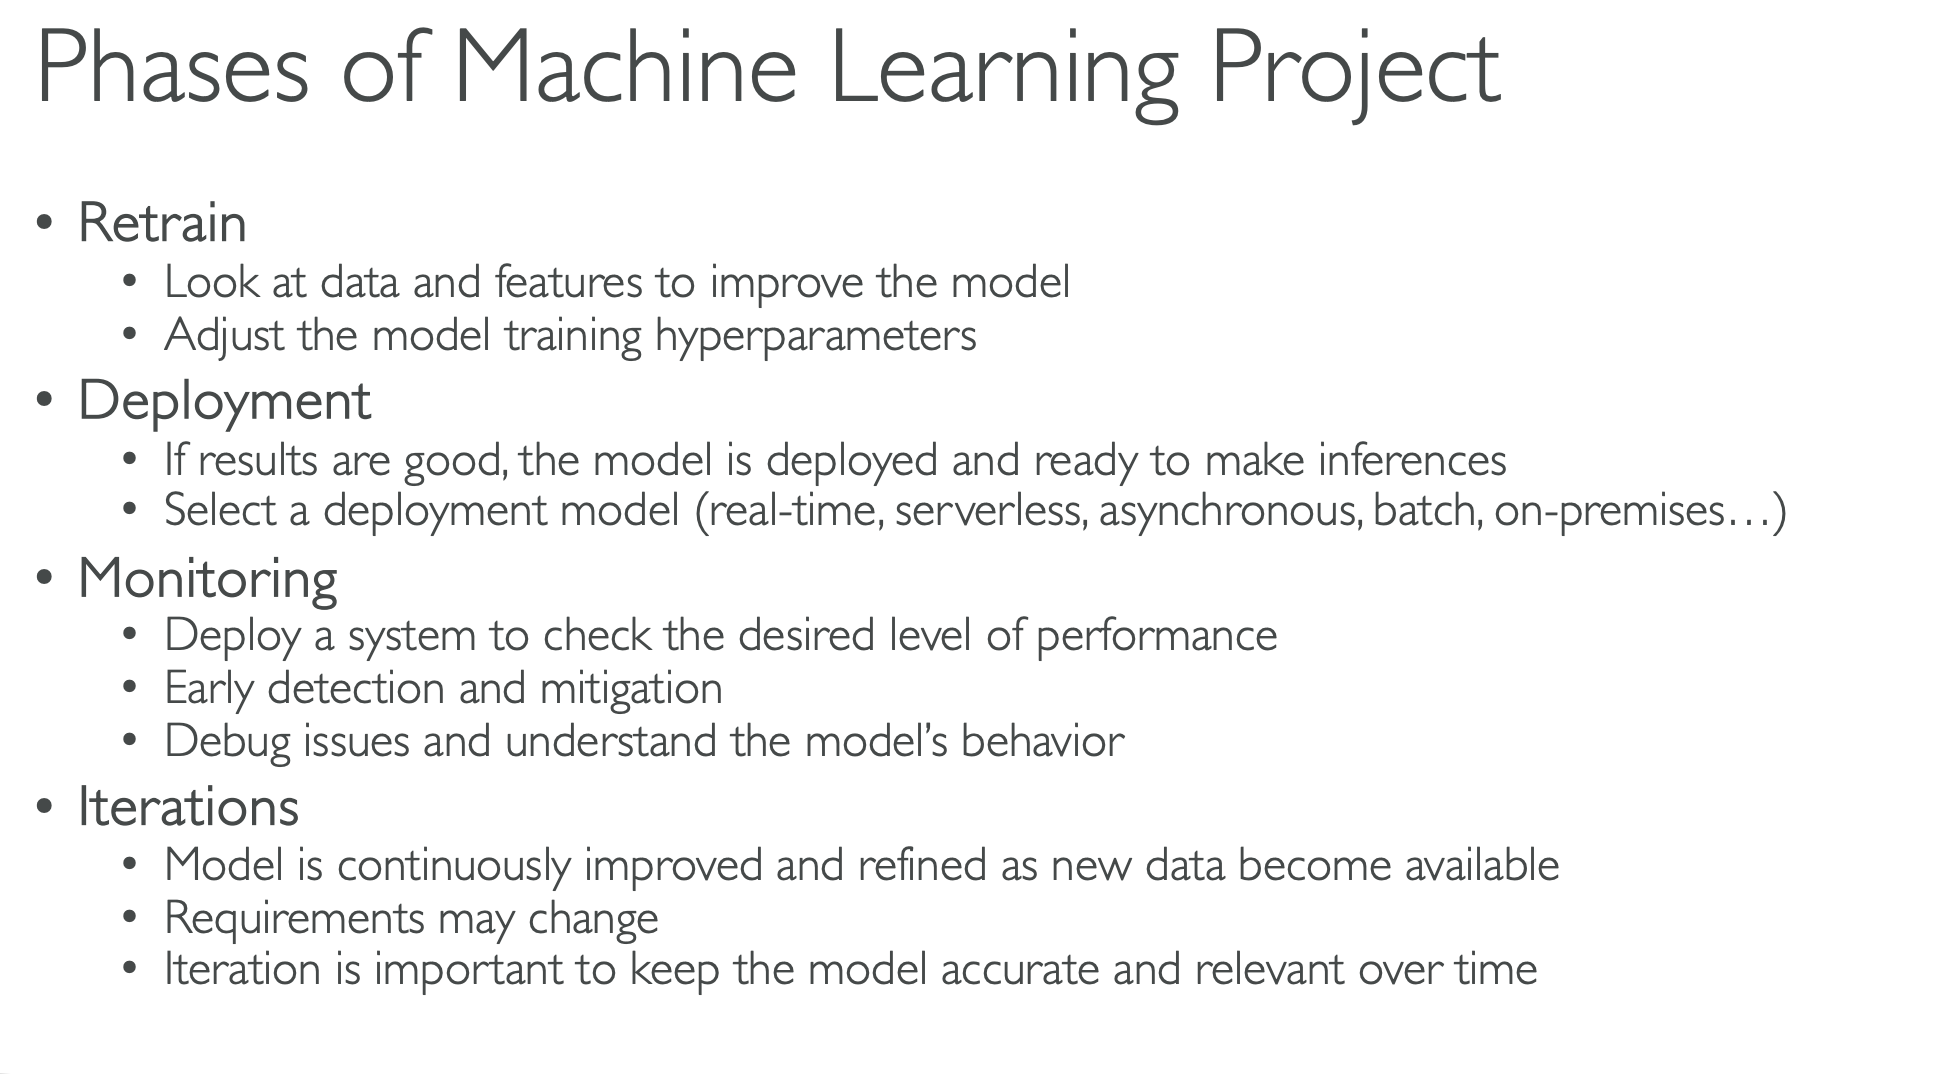 Phases of Machine Learning Project
• Retrain
• Look at data and features to improve the model
• Adjust the model training hyperparameters
• Deployment
• If results are good, the model is deployed and ready to make inferences
• Select a deployment model (real-time, serverless, asynchronous, batch, on-premises…)
• Monitoring
• Deploy a system to check the desired level of performance
• Early detection and mitigation
• Debug issues and understand the model’s behavior
• Iterations
• Model is continuously improved and refined as new data become available
• Requirements may change
• Iteration is important to keep the model accurate and relevant over time